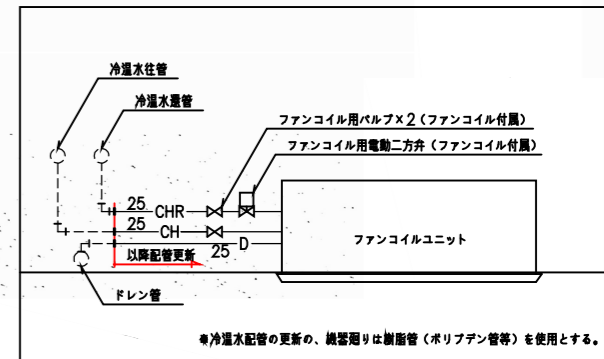 冷温水往管
冷温水還管
ファンコイル用バルブ×2(ファンコイル付属)
ファンコイル用電動二方弁(ファンコイル付属)
25 CHR
25 CH
25 D
以降配管更新
ファンコイルユニット
ドレン管
※冷温水配管の更新の、機器廻りは樹脂管(ポリブデン管等)を使用とする。